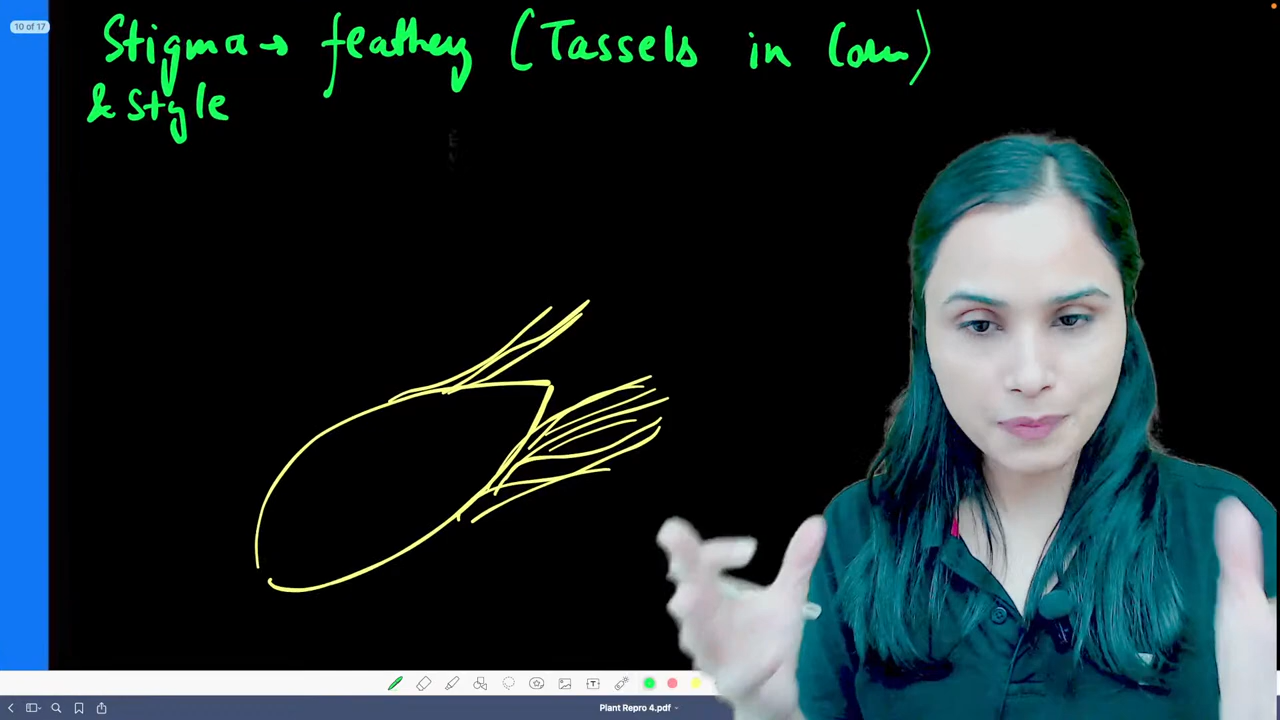 10 of 17
Stigma → feathery (Tassels in Corn)
& Style
Plant Repro 4.pdf